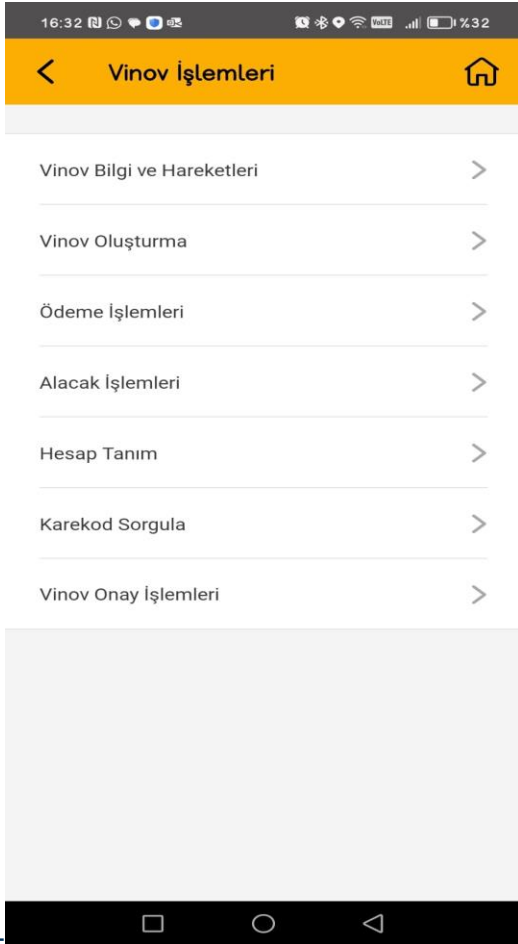 16:32 VoLTE %32
Vinov İşlemleri
Vinov Bilgi ve Hareketleri
Vinov Oluşturma
Ödeme İşlemleri
Alacak İşlemleri
Hesap Tanım
Karekod Sorgula
Vinov Onay İşlemleri